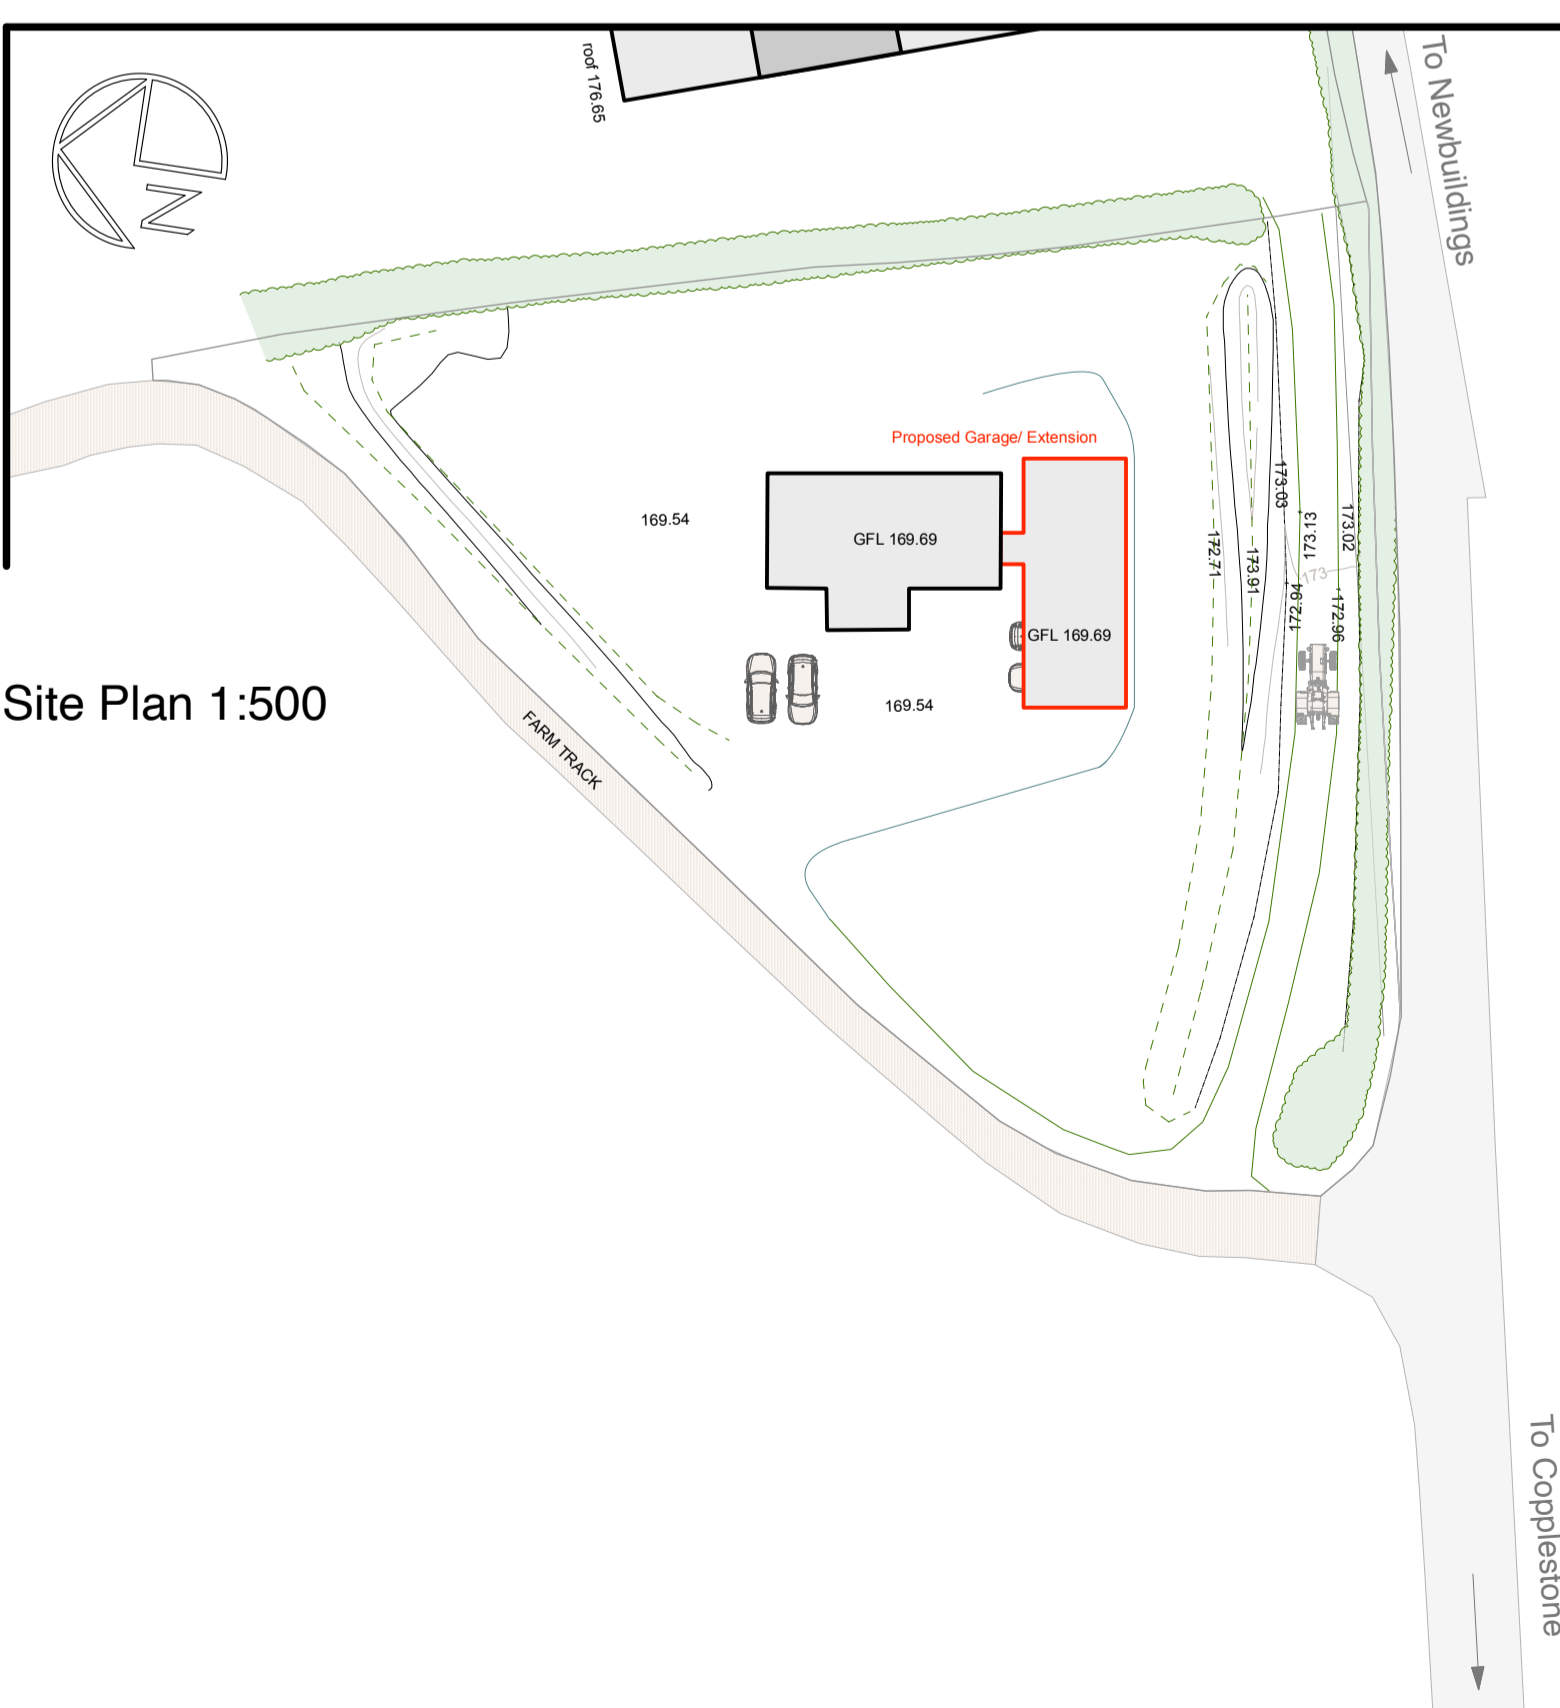 roof 176.65
To Newbuildings
N
Proposed Garage/ Extension
169.54
GFL 169.69
173.03
173.13
173.02
172.71
173.91
173
172.94
172.96
GFL 169.69
169.54
Site Plan 1:500
FARM TRACK
To Copplestone